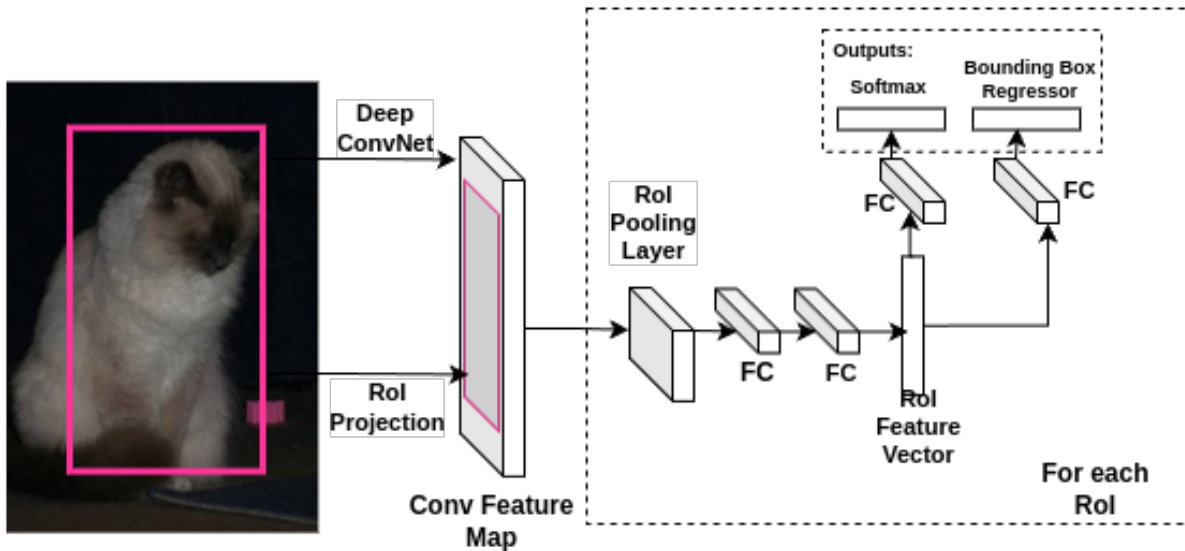 Deep
ConvNet
RoI
Projection
Conv Feature
Map
RoI
Pooling
Layer
FC
FC
RoI
Feature
Vector
Outputs:
Softmax
Bounding Box
Regressor
FC
FC
For each
RoI